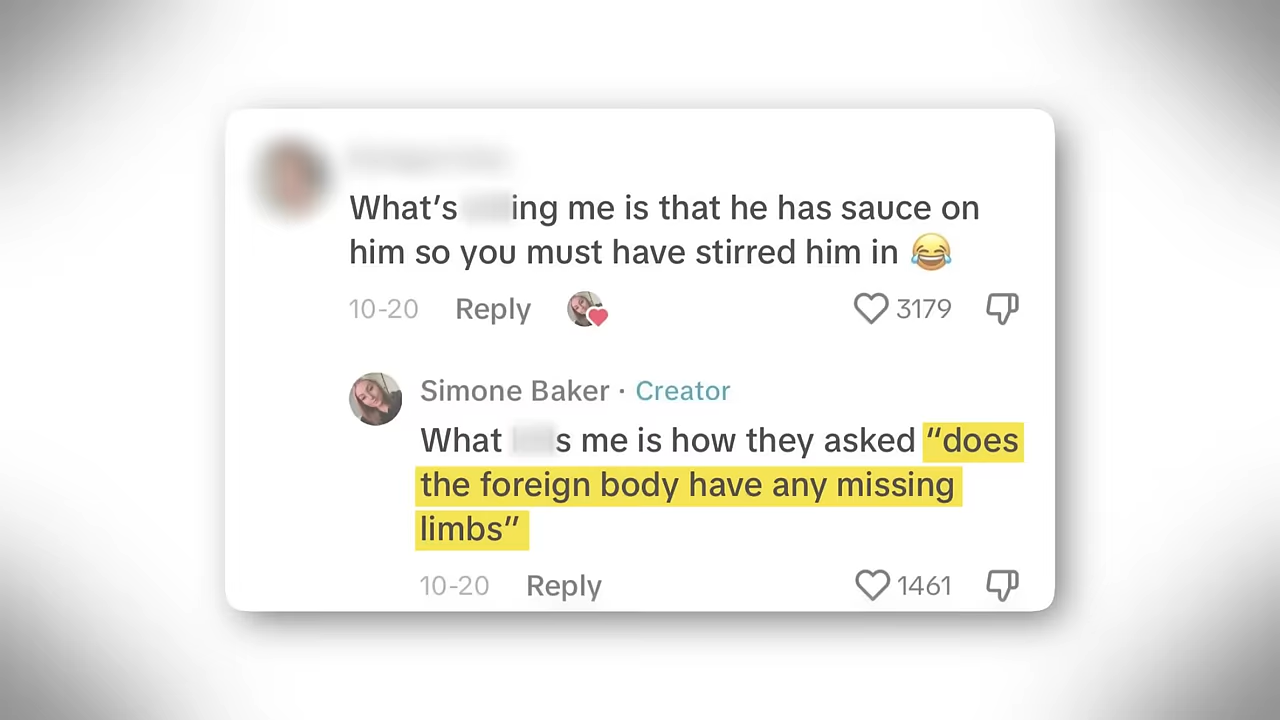 What's ing me is that he has sauce on
him so you must have stirred him in 😂
10-20 Reply 3179
Simone Baker · Creator
What s me is how they asked “does
the foreign body have any missing
limbs”
10-20 Reply 1461